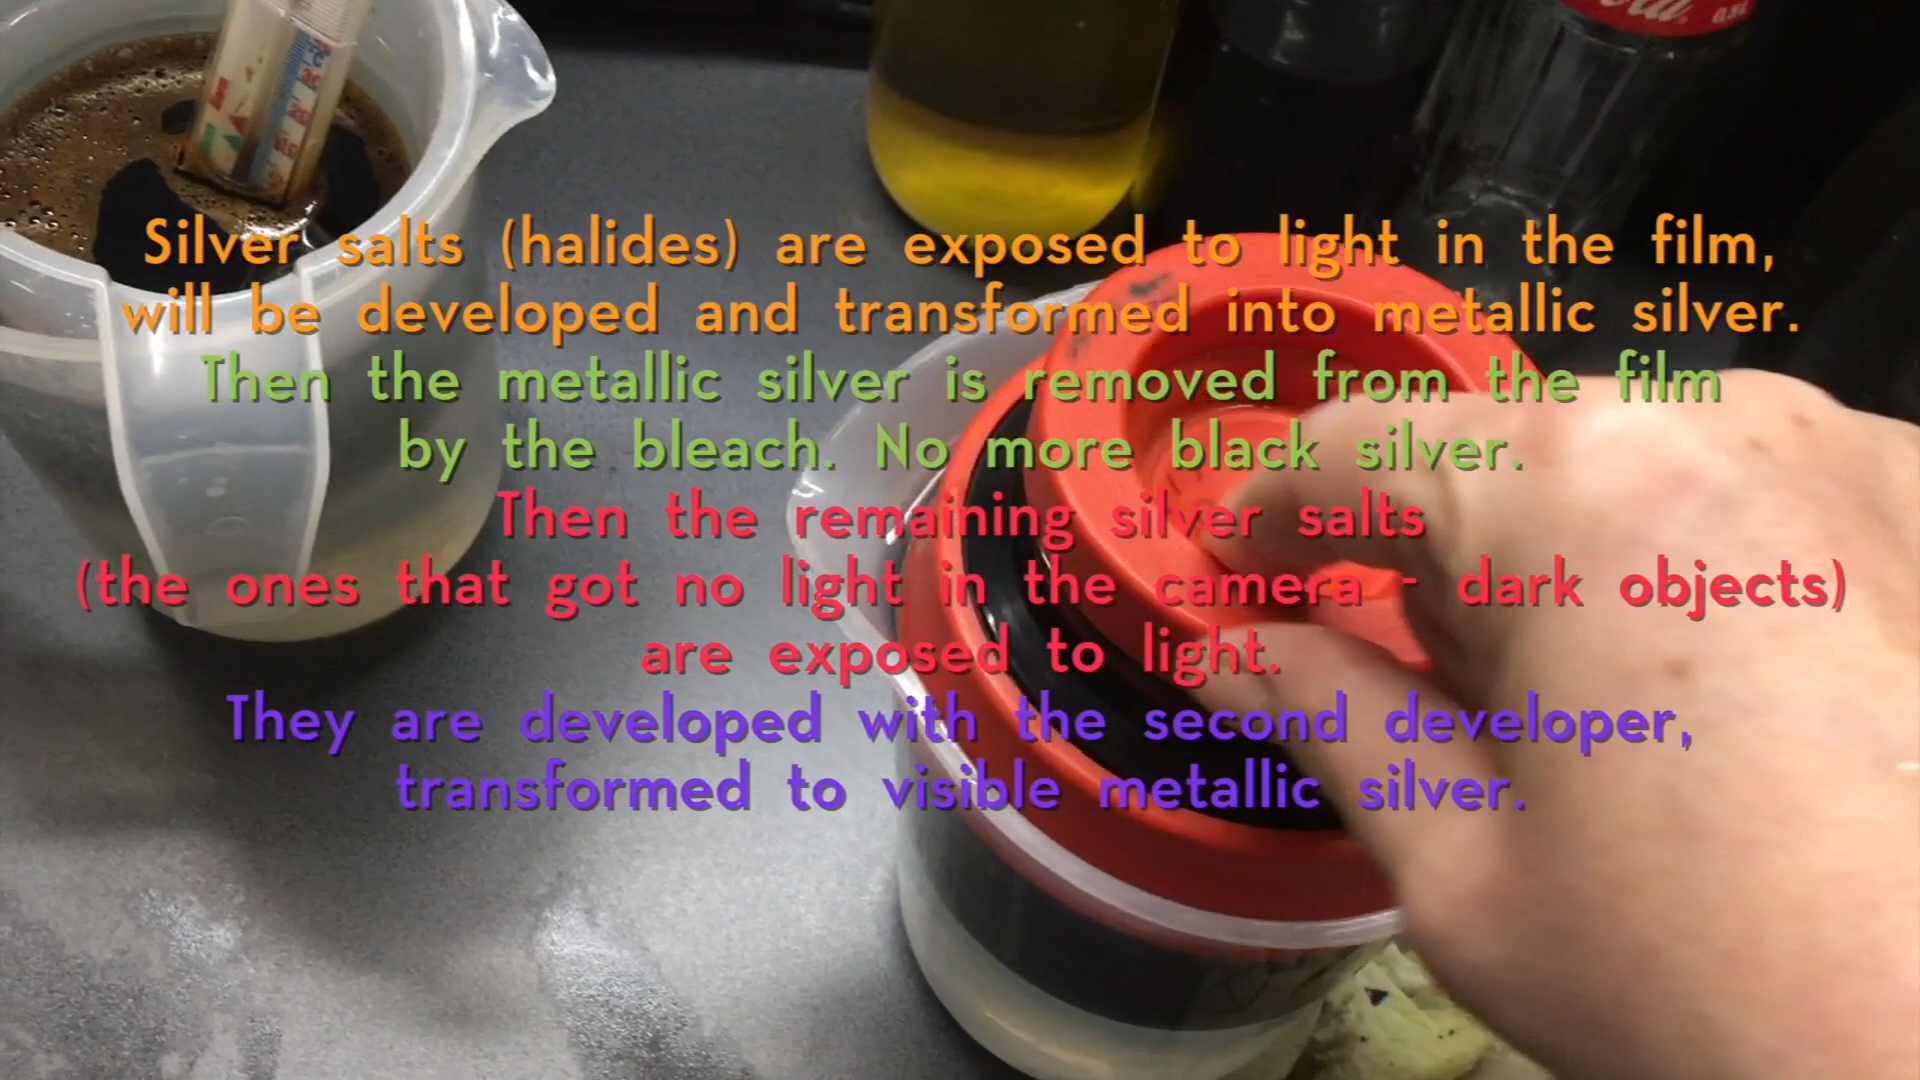 Silver salts (halides) are exposed to light in the film,
will be developed and transformed into metallic silver.
Then the metallic silver is removed from the film
by the bleach. No more black silver.
Then the remaining silver salts
(the ones that got no light in the camera - dark objects)
are exposed to light.
They are developed with the second developer,
transformed to visible metallic silver.